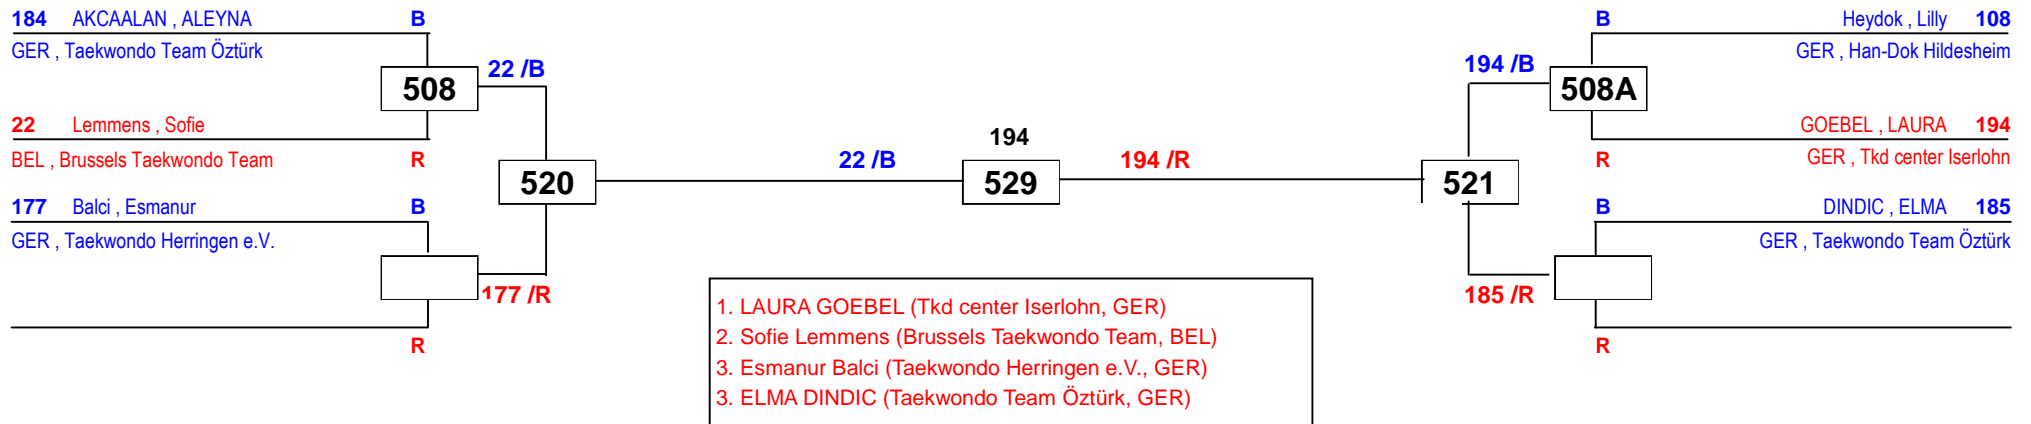 184 AKCAALAN , ALEYNA B
GER , Taekwondo Team Öztürk
508
22 /B
22 Lemmens , Sofie
BEL , Brussels Taekwondo Team R
520
177 Balci , Esmanur B
GER , Taekwondo Herringen e.V.
177 /R
R
22 /B
194
529
194 /R
1. LAURA GOEBEL (Tkd center Iserlohn, GER)
2. Sofie Lemmens (Brussels Taekwondo Team, BEL)
3. Esmanur Balci (Taekwondo Herringen e.V., GER)
3. ELMA DINDIC (Taekwondo Team Öztürk, GER)
B Heydok , Lilly 108
GER , Han-Dok Hildesheim
194 /B
508A
GOEBEL , LAURA 194
R GER , Tkd center Iserlohn
521
B DINDIC , ELMA 185
GER , Taekwondo Team Öztürk
185 /R
R